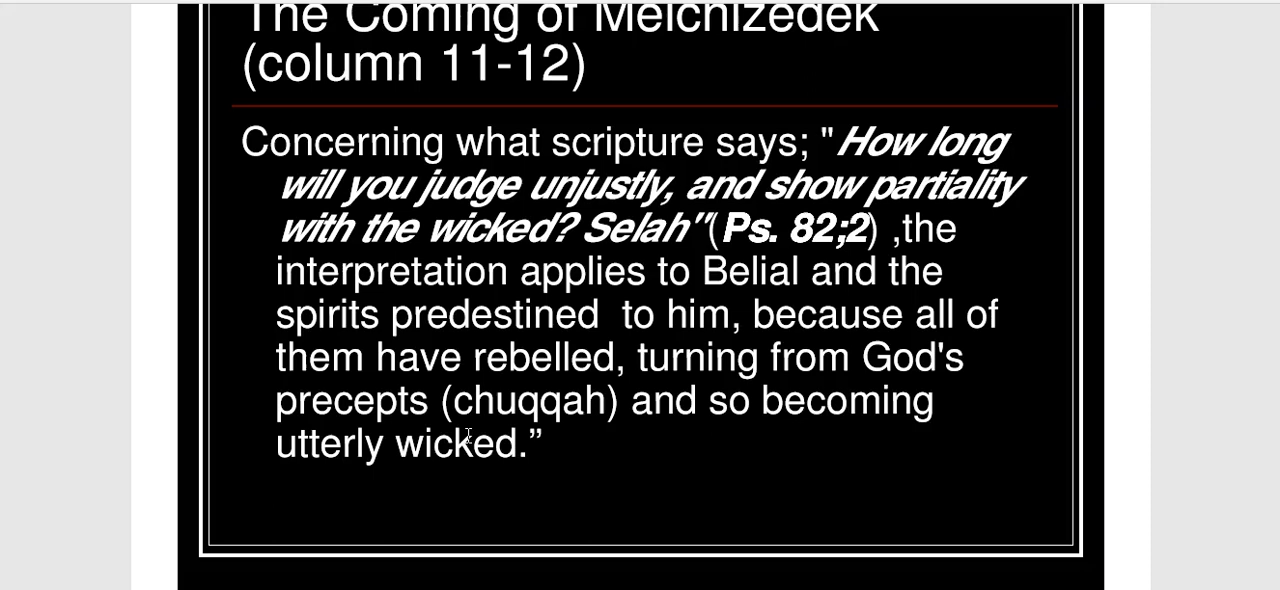 The Coming of Melchizedek
(column 11-12)
Concerning what scripture says; "How long
will you judge unjustly, and show partiality
with the wicked? Selah"(Ps. 82;2) ,the
interpretation applies to Belial and the
spirits predestined  to him, because all of
them have rebelled, turning from God's
precepts (chuqqah) and so becoming
utterly wicked.”